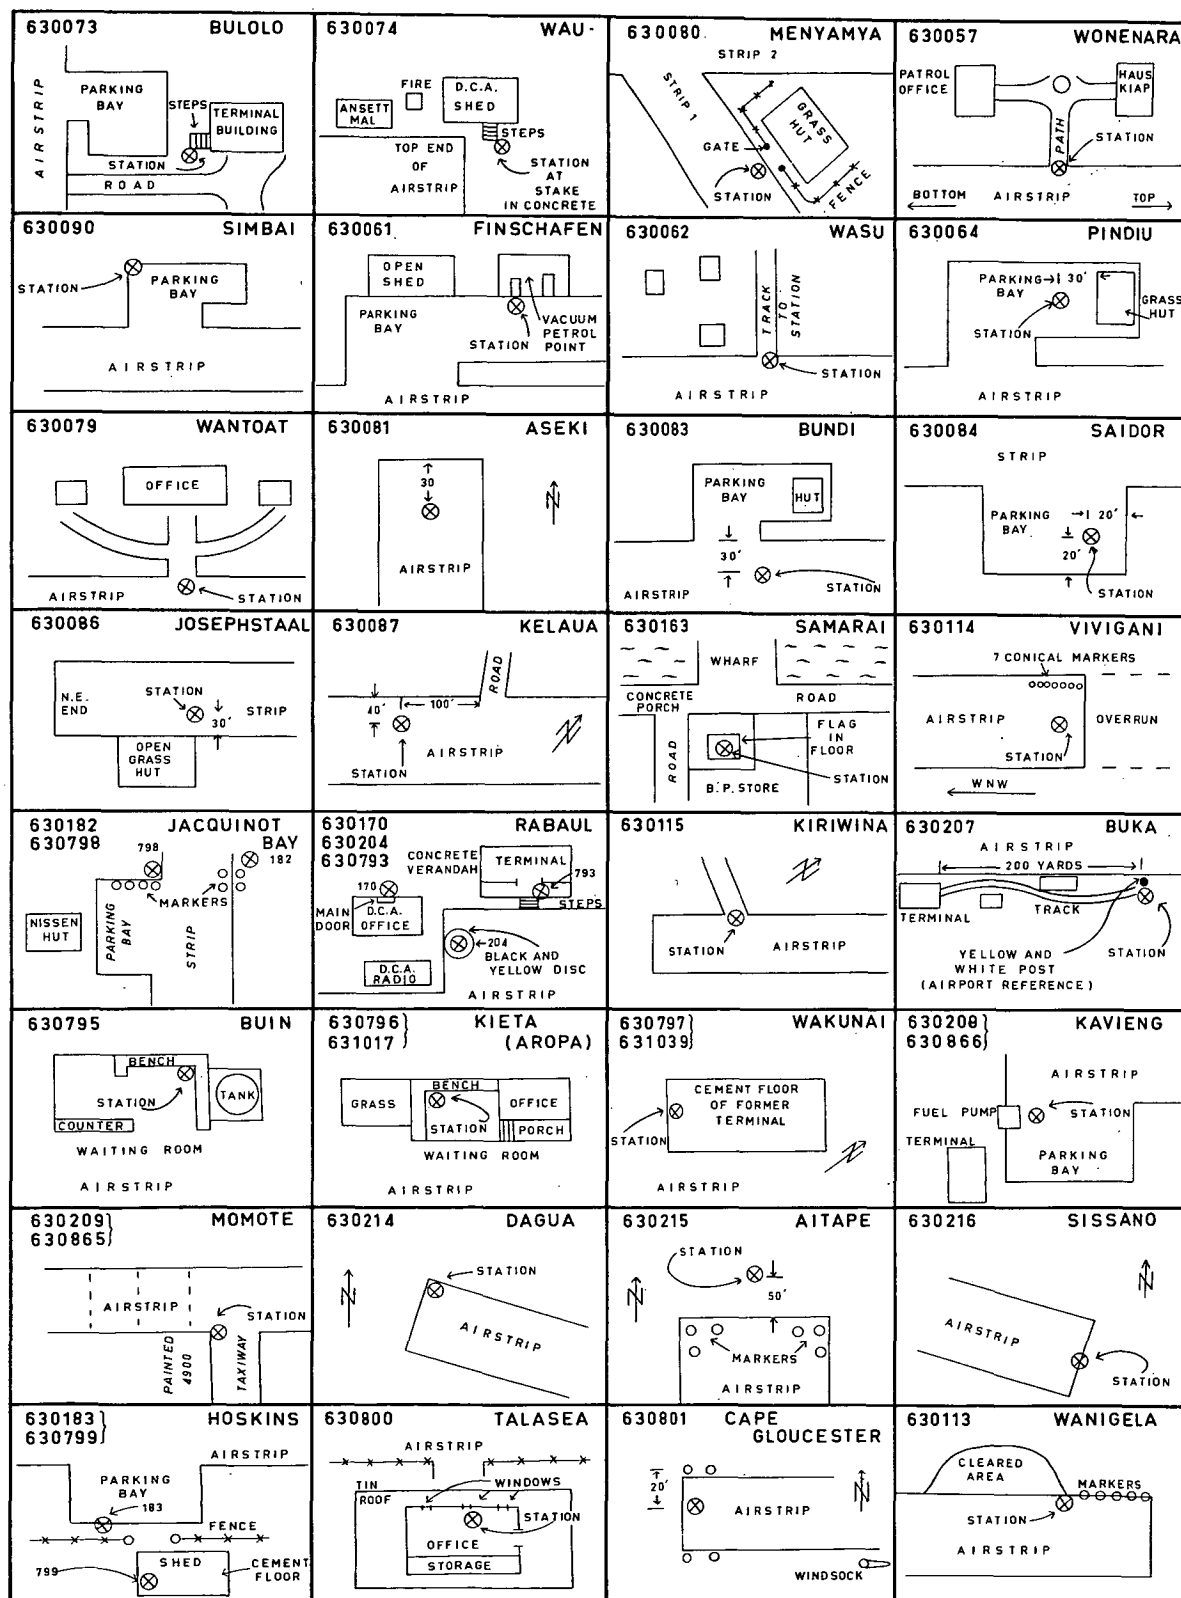 630073 BULOLO
AIRSTRIP
PARKING
BAY
STEPS
TERMINAL
BUILDING
STATION
ROAD
630074 WAU -
FIRE
D.C.A.
SHED
ANSETT
MAL
STEPS
TOP END
OF
AIRSTRIP
STATION
AT
STAKE
IN CONCRETE
630080. MENYAMYA
STRIP 2
STRIP 1
GRASS
HUT
GATE
STATION
FENCE
630057 WONENARA
PATROL
OFFICE
HAUS
KIAP
STATION
PATH
BOTTOM
AIRSTRIP
TOP
630090 SIMBAI
STATION
PARKING
BAY
AIRSTRIP
630061 FINSCHAFEN
OPEN
SHED
PARKING
BAY
VACUUM
PETROL
POINT
STATION
AIRSTRIP
630062 WASU
TRACK
TO
STATION
STATION
AIRSTRIP
630064 PINDIU
PARKING 30'
BAY
GRASS
HUT
STATION
AIRSTRIP
630079 WANTOAT
OFFICE
AIRSTRIP
STATION
630081 ASEKI
30
N
AIRSTRIP
630083 BUNDI
PARKING
BAY
HUT
30'
AIRSTRIP
STATION
630084 SAIDOR
STRIP
PARKING 20'
BAY
20'
STATION
630086 JOSEPHSTAAL
STATION
N.E.
END
STRIP
30'
OPEN
GRASS
HUT
630087 KELAUA
ROAD
40'
100'
AIRSTRIP
N
STATION
630163 SAMARAI
WHARF
CONCRETE
PORCH
ROAD
FLAG
IN
FLOOR
ROAD
STATION
B.P. STORE
630114 VIVIGANI
7 CONICAL MARKERS
AIRSTRIP
OVERRUN
STATION
WNW
630182 JACQUINOT
630798 BAY
798
182
MARKERS
NISSEN
HUT
PARKING
BAY
STRIP
630170 RABAUL
630204
630793
CONCRETE
VERANDAH
TERMINAL
170
793
STEPS
MAIN
DOOR
D.C.A.
OFFICE
204
BLACK AND
YELLOW DISC
D.C.A.
RADIO
AIRSTRIP
630115 KIRIWINA
N
STATION
AIRSTRIP
630207 BUKA
AIRSTRIP
200 YARDS
TERMINAL
TRACK
STATION
YELLOW AND
WHITE POST
(AIRPORT REFERENCE)
630795 BUIN
BENCH
STATION
TANK
COUNTER
WAITING ROOM
AIRSTRIP
630796 KIETA
631017 (AROPA)
BENCH
GRASS
OFFICE
STATION
PORCH
WAITING ROOM
AIRSTRIP
630797 WAKUNAI
631039
CEMENT FLOOR
OF FORMER
TERMINAL
STATION
N
AIRSTRIP
630208 KAVIENG
630866
AIRSTRIP
FUEL PUMP
STATION
TERMINAL
PARKING
BAY
630209 MOMOTE
630865
AIRSTRIP
STATION
PAINTED
4900
TAXIWAY
630214 DAGUA
STATION
N
AIRSTRIP
630215 AITAPE
STATION
N
50'
MARKERS
AIRSTRIP
630216 SISSANO
N
AIRSTRIP
STATION
630183 HOSKINS
630799
AIRSTRIP
PARKING
BAY
183
FENCE
SHED
CEMENT
FLOOR
799
630800 TALASEA
AIRSTRIP
TIN
ROOF
WINDOWS
STATION
OFFICE
STORAGE
630801 CAPE
GLOUCESTER
20'
AIRSTRIP
N
WINDSOCK
630113 WANIGELA
CLEARED
AREA
MARKERS
STATION
AIRSTRIP